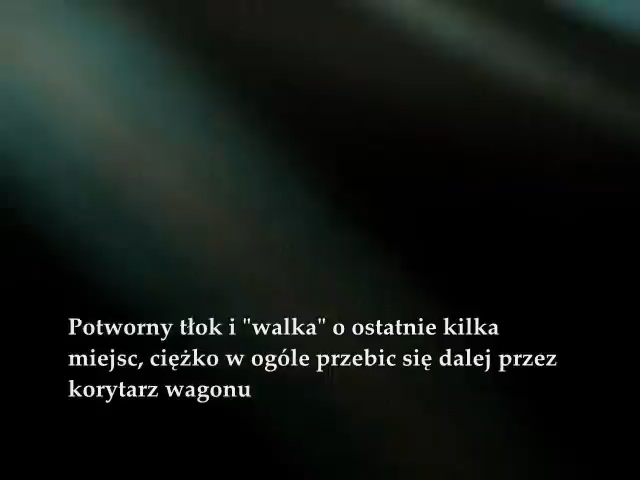 Potworny tłok i "walka" o ostatnie kilka
miejsc, ciężko w ogóle przebic się dalej przez
korytarz wagonu